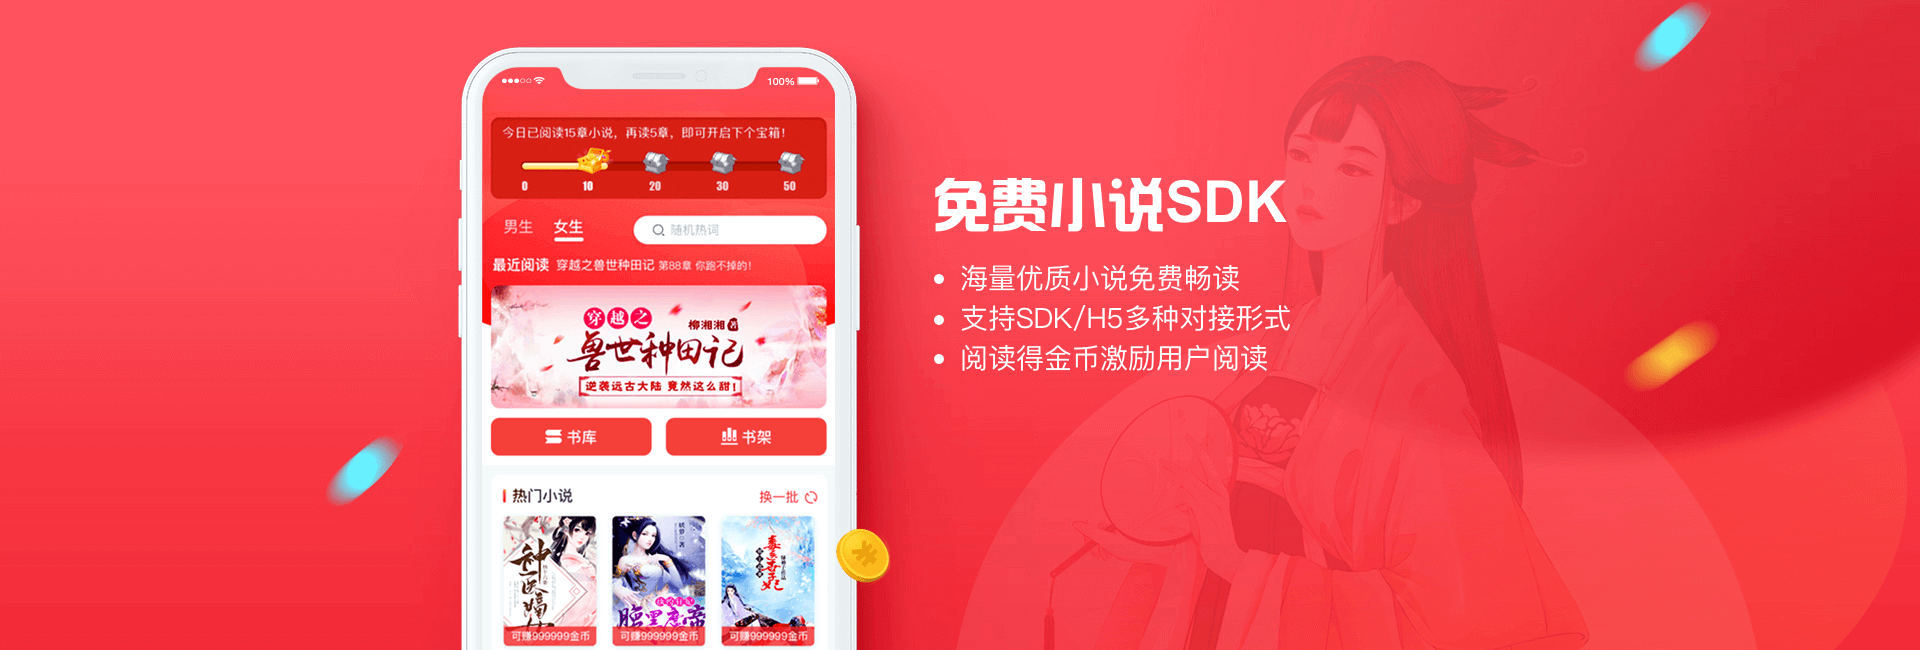 100%
今日已阅读15章小说，再读5章，即可开启下个宝箱！
0 10 20 30 50
男生 女生 随机热词
最近阅读 穿越之兽世种田记 第88章 你跑不掉的！
穿越之
柳湘湘 著
兽世种田记
逆袭远古大陆 竟然这么甜！
书库 书架
热门小说 换一批
可赚999999金币 可赚999999金币 可赚999999金币
免费小说SDK
海量优质小说免费畅读
支持SDK/H5多种对接形式
阅读得金币激励用户阅读